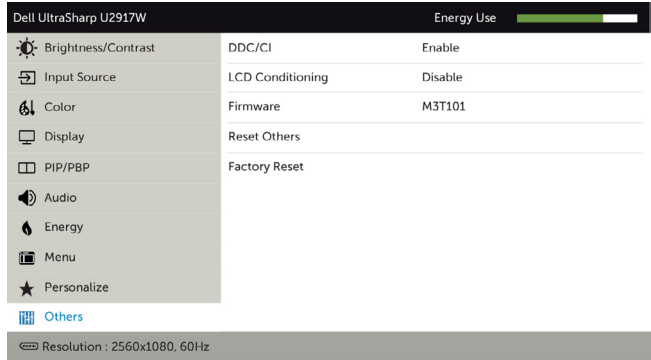 Dell UltraSharp U2917W Energy Use
Brightness/Contrast DDC/CI Enable
Input Source LCD Conditioning Disable
Color Firmware M3T101
Display Reset Others
PIP/PBP Factory Reset
Audio
Energy
Menu
Personalize
Others
Resolution : 2560x1080, 60Hz